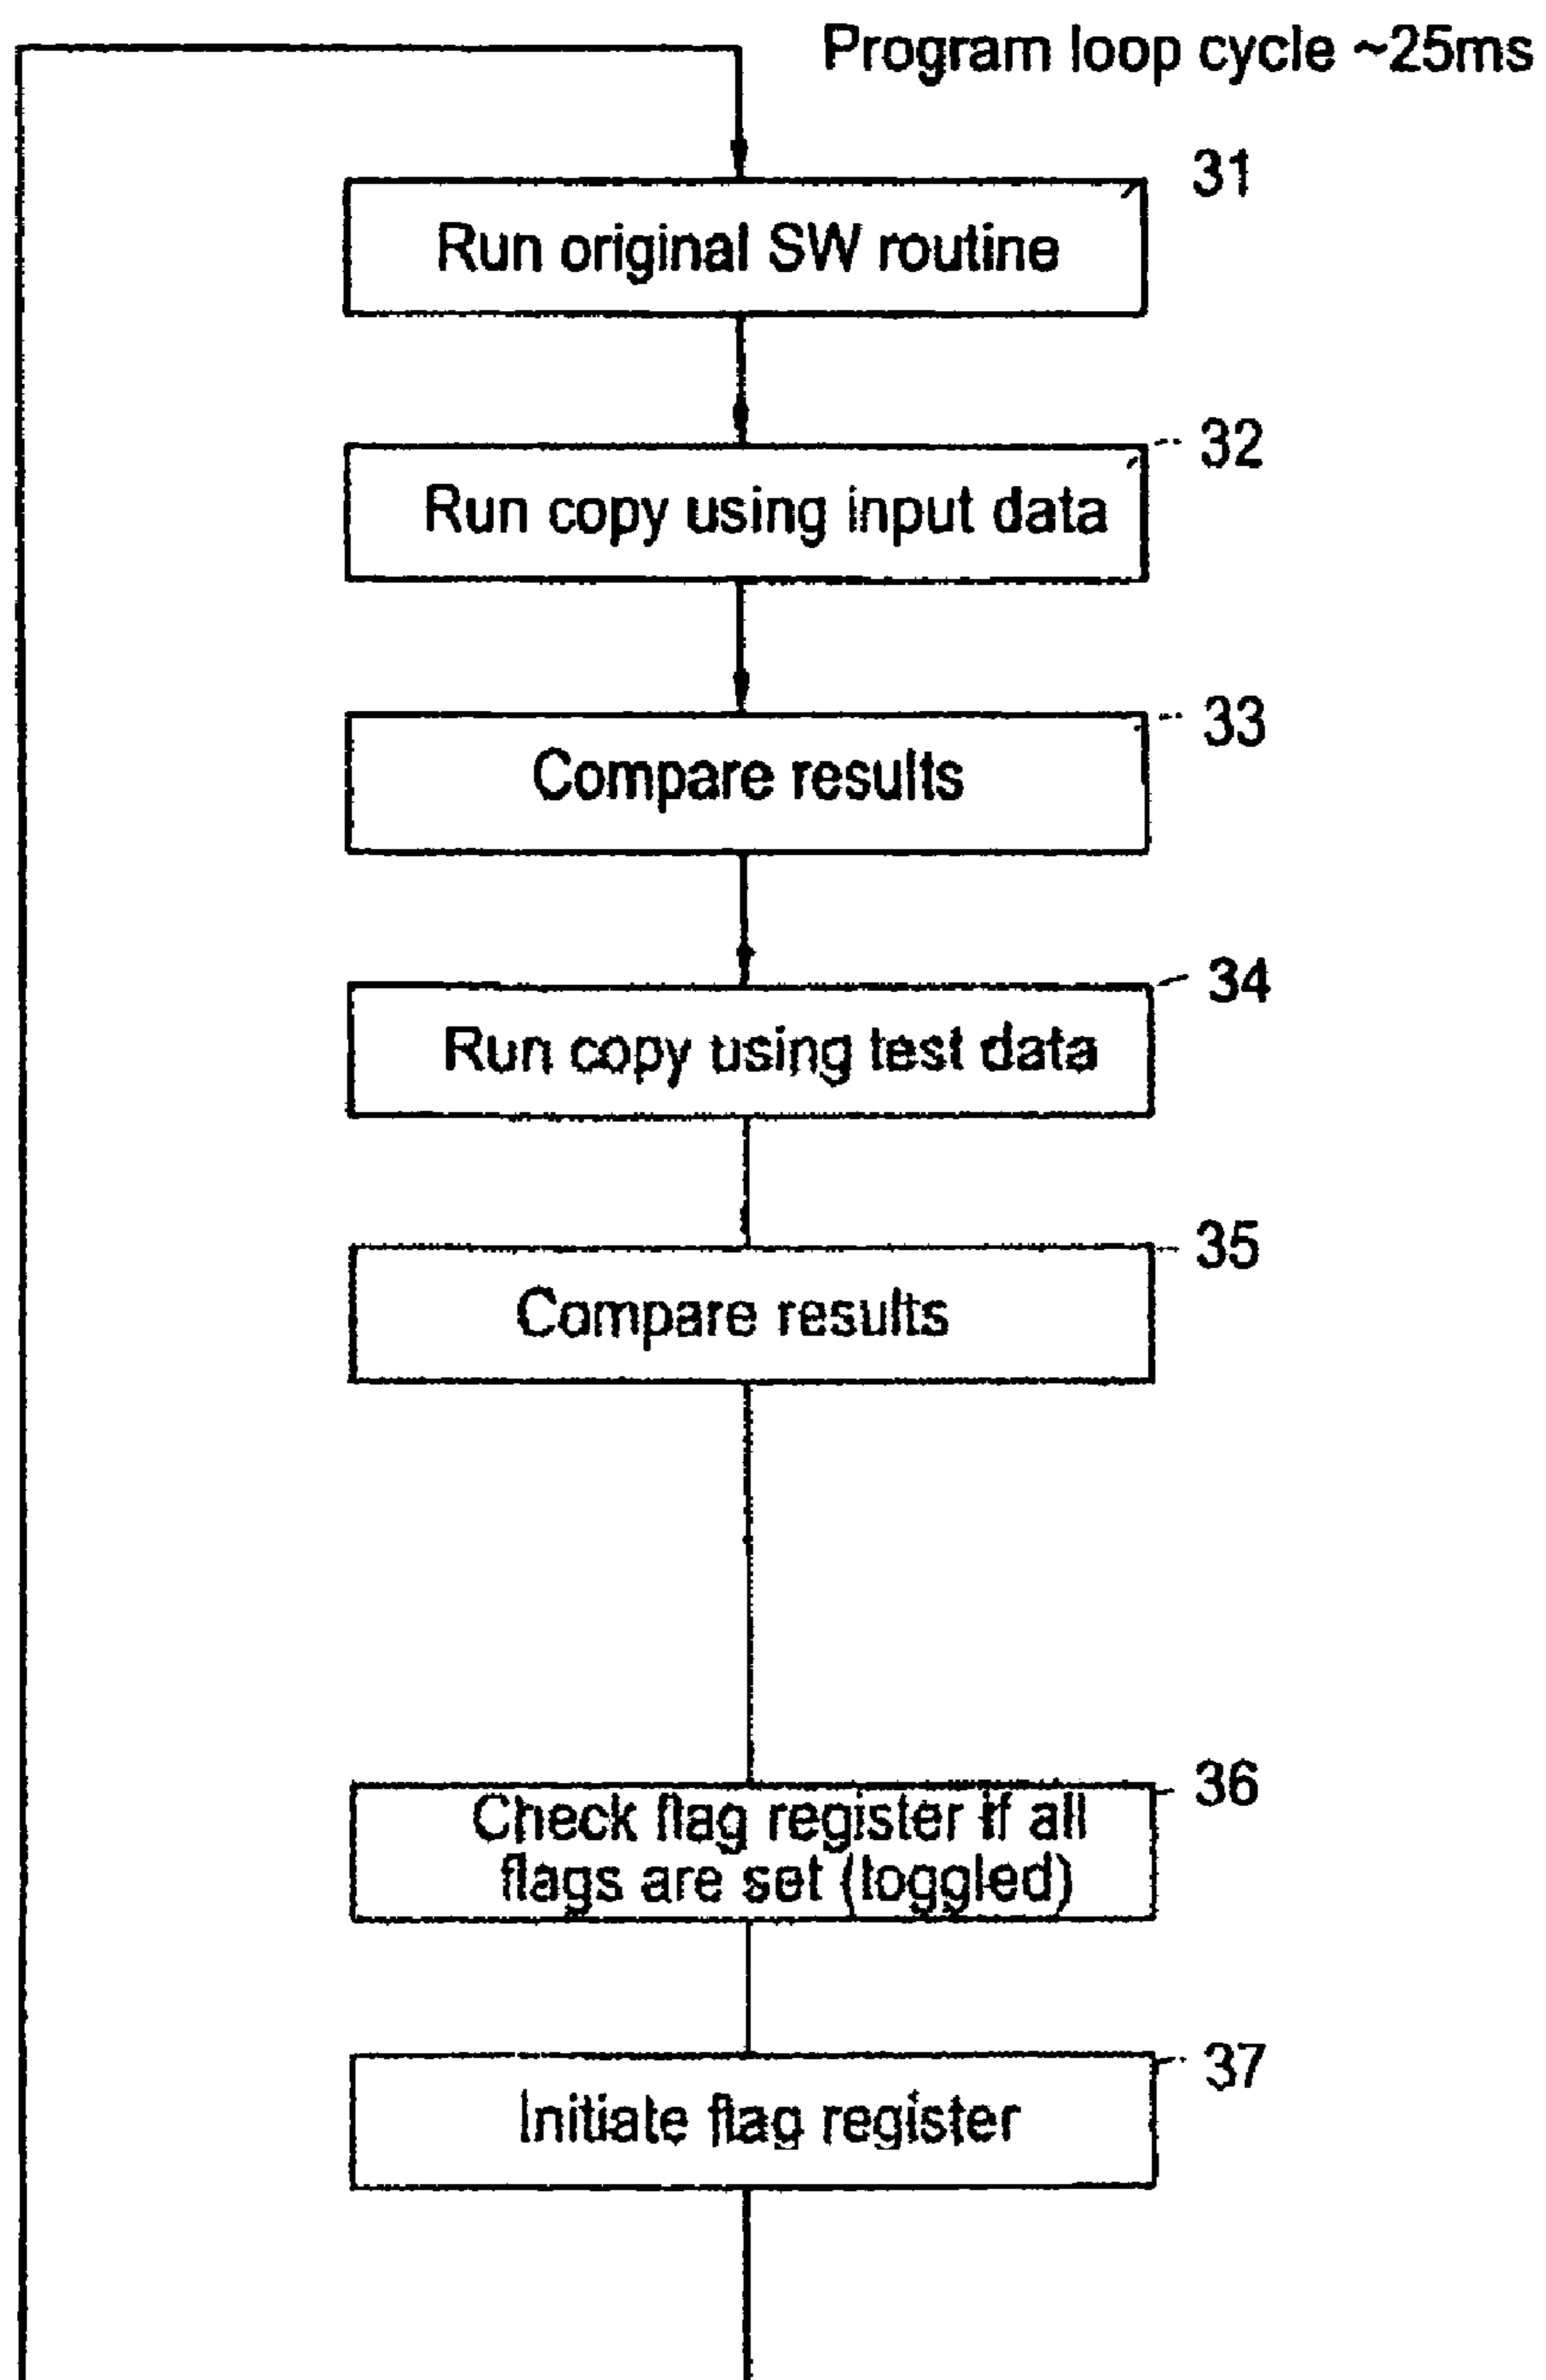 Program loop cycle ~25ms
31
Run original SW routine
32
Run copy using input data
33
Compare results
34
Run copy using test data
35
Compare results
36
Check flag register if all
flags are set (toggled)
37
Initiate flag register